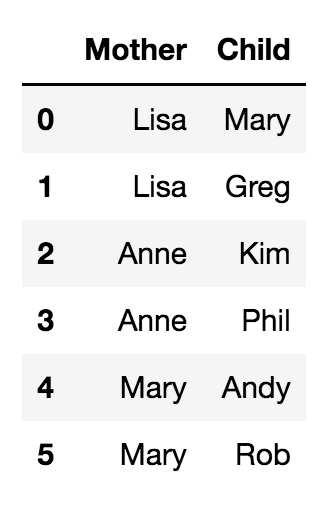 Mother Child
0 Lisa Mary
1 Lisa Greg
2 Anne Kim
3 Anne Phil
4 Mary Andy
5 Mary Rob